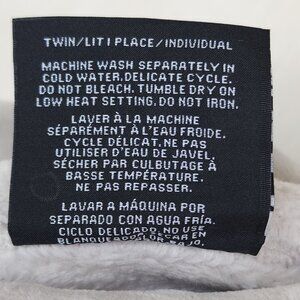 TWIN/LIT 1 PLACE/INDIVIDUAL
MACHINE WASH SEPARATELY IN
COLD WATER, DELICATE CYCLE.
DO NOT BLEACH. TUMBLE DRY ON
LOW HEAT SETTING. DO NOT IRON.
LAVER À LA MACHINE
SÉPARÉMENT À L'EAU FROIDE.
CYCLE DÉLICAT. NE PAS
UTILISER D'EAU DE JAVEL.
SÉCHER PAR CULBUTAGE À
BASSE TEMPÉRATURE.
NE PAS REPASSER.
LAVAR A MÁQUINA POR
SEPARADO CON AGUA FRÍA.
CICLO DELICADO. NO USE
BLANQUEADOR. BAJO